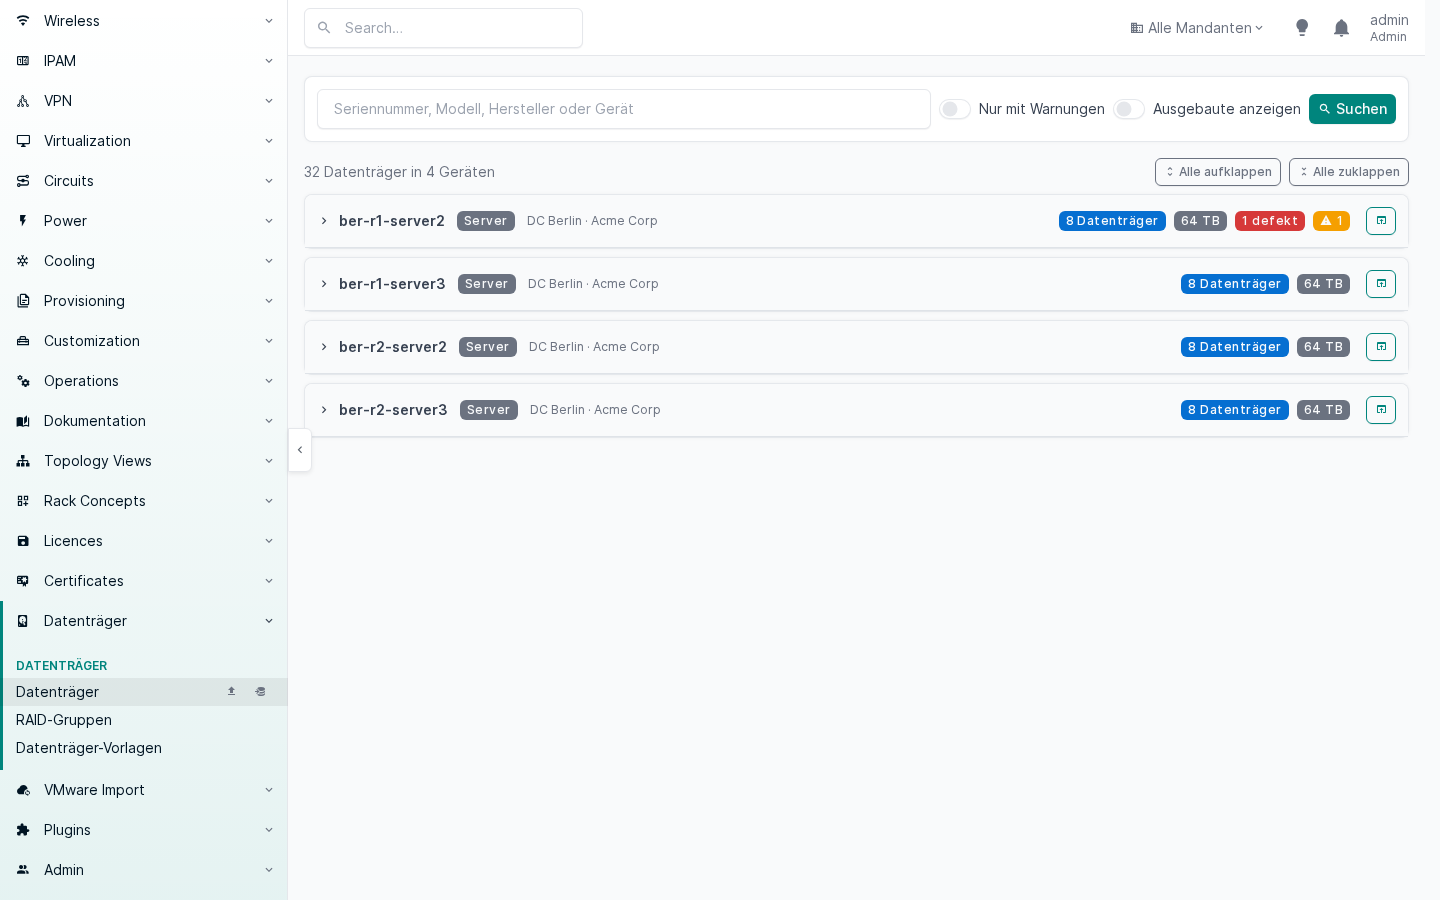 Wireless
IPAM
VPN
Virtualization
Circuits
Power
Cooling
Provisioning
Customization
Operations
Dokumentation
Topology Views
Rack Concepts
Licences
Certificates
Datenträger
DATENTRÄGER
Datenträger
RAID-Gruppen
Datenträger-Vorlagen
VMware Import
Plugins
Admin
Search...
Alle Mandanten
admin
Admin
Seriennummer, Modell, Hersteller oder Gerät
Nur mit Warnungen
Ausgebaute anzeigen
Suchen
32 Datenträger in 4 Geräten
Alle aufklappen
Alle zuklappen
ber-r1-server2 Server DC Berlin · Acme Corp 8 Datenträger 64 TB 1 defekt 1
ber-r1-server3 Server DC Berlin · Acme Corp 8 Datenträger 64 TB
ber-r2-server2 Server DC Berlin · Acme Corp 8 Datenträger 64 TB
ber-r2-server3 Server DC Berlin · Acme Corp 8 Datenträger 64 TB